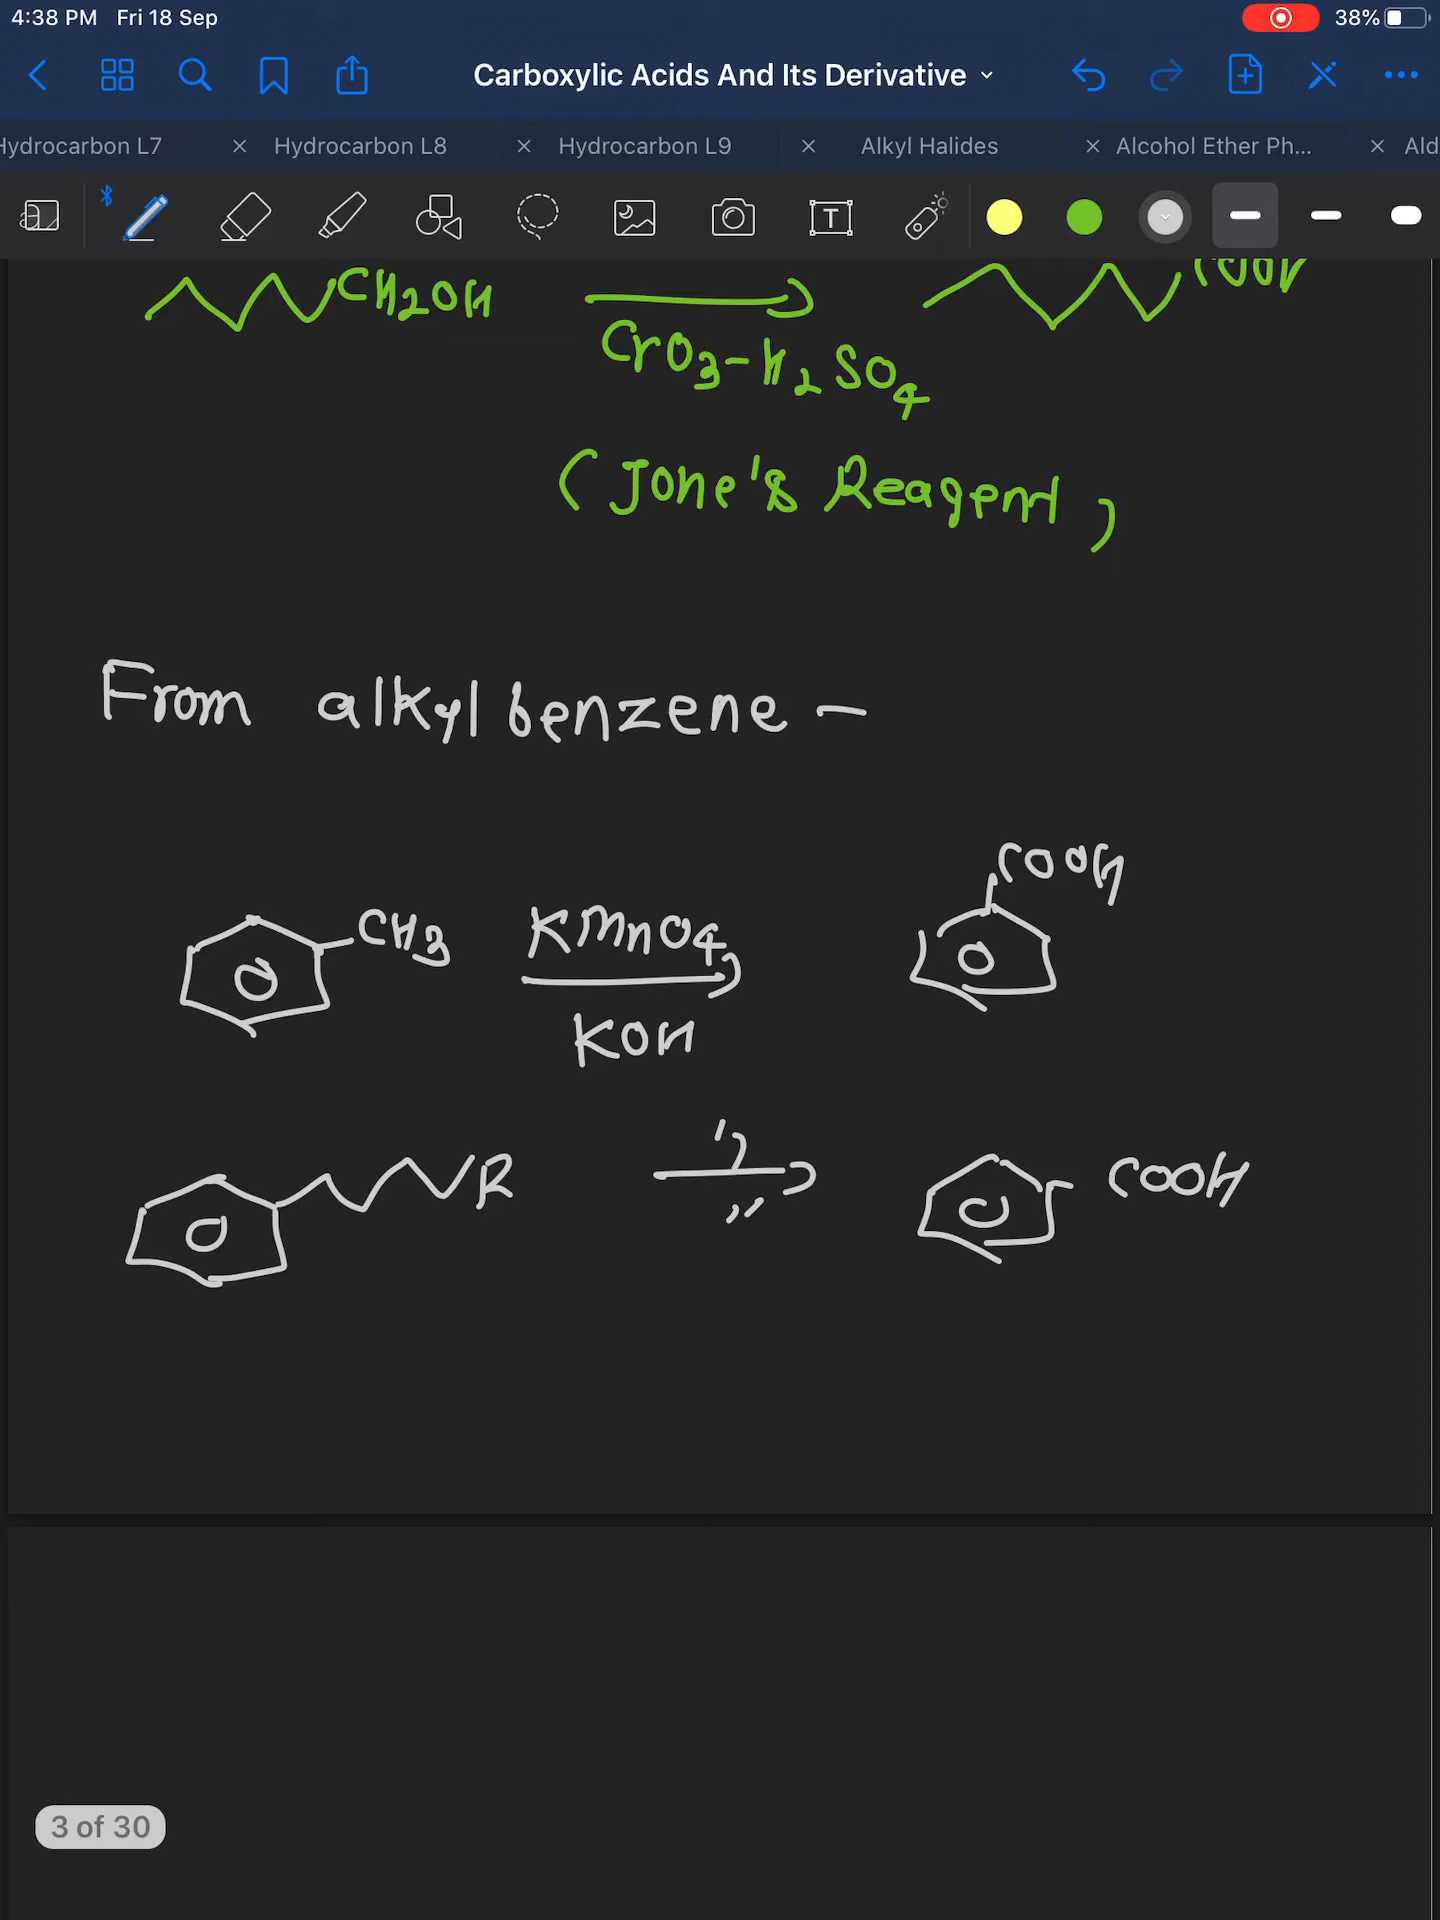 4:38 PM Fri 18 Sep 38%
Carboxylic Acids And Its Derivative
Hydrocarbon L7 × Hydrocarbon L8 × Hydrocarbon L9 × Alkyl Halides × Alcohol Ether Ph... × Ald
CH₂OH COOH
CrO₃-H₂SO₄
(Jone's Reagent)
From alkyl benzene -
COOH
CH₃ KMnO₄
KOH
R " COOH
"
3 of 30